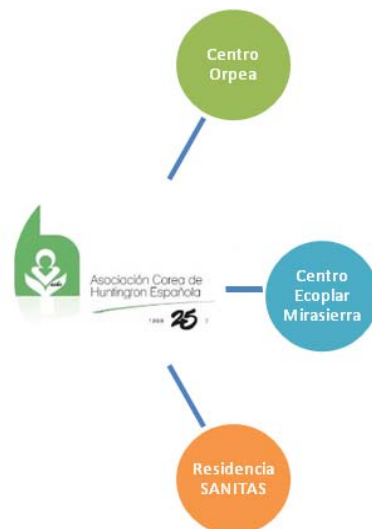 Centro
Orpea
Asociación Corea de
Huntington Española
25
Centro
Ecoplar
Mirasierra
Residencia
SANITAS